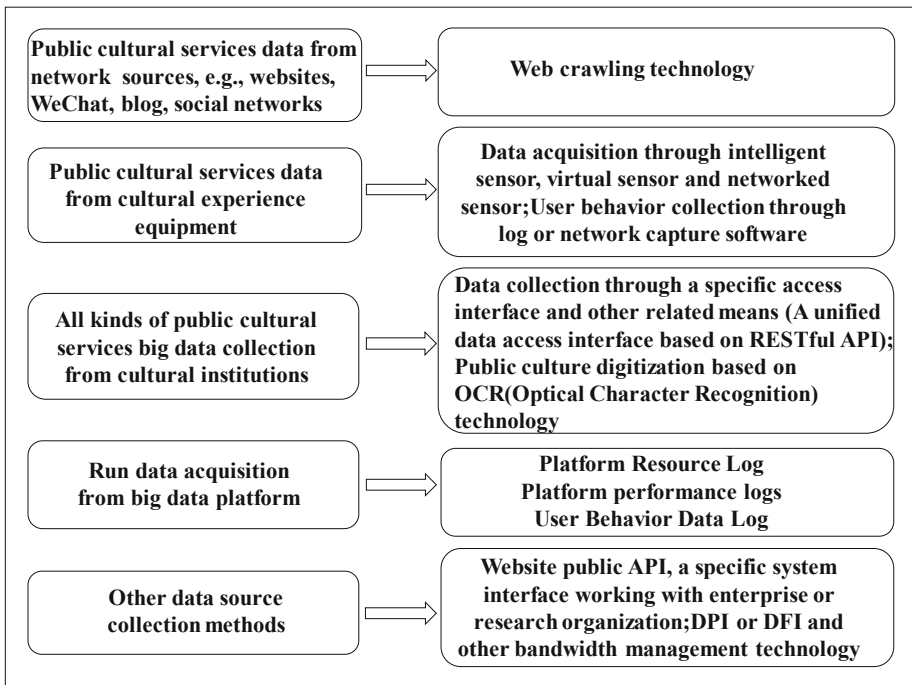 Public cultural services data from
network sources, e.g., websites,
WeChat, blog, social networks
Web crawling technology
Public cultural services data
from cultural experience
equipment
Data acquisition through intelligent
sensor, virtual sensor and networked
sensor;User behavior collection through
log or network capture software
All kinds of public cultural
services big data collection
from cultural institutions
Data collection through a specific access
interface and other related means (A unified
data access interface based on RESTful API);
Public culture digitization based on
OCR(Optical Character Recognition)
technology
Run data acquisition
from big data platform
Platform Resource Log
Platform performance logs
User Behavior Data Log
Other data source
collection methods
Website public API, a specific system
interface working with enterprise or
research organization;DPI or DFI and
other bandwidth management technology